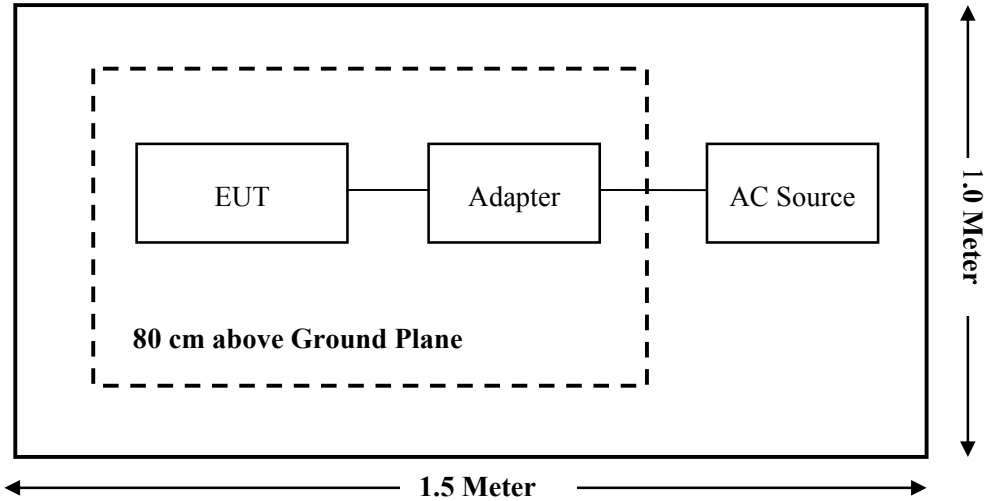 EUT
Adapter
AC Source
80 cm above Ground Plane
1.0 Meter
1.5 Meter